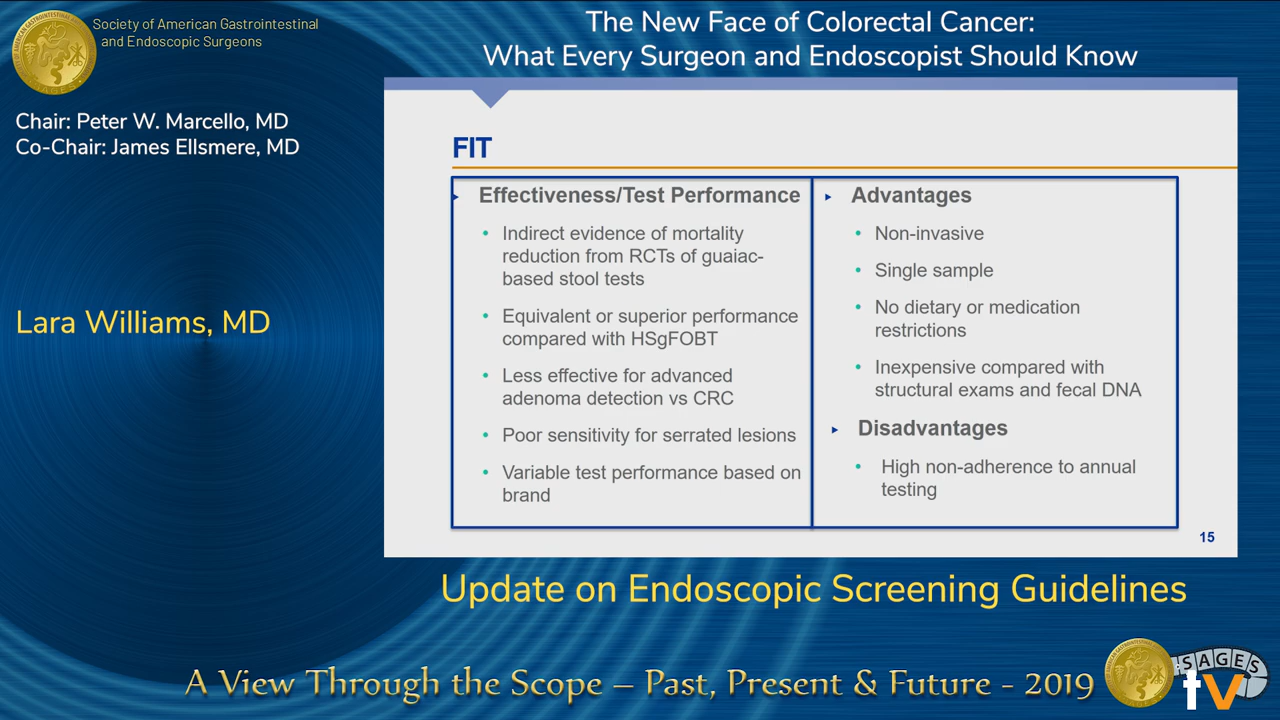 Society of American Gastrointestinal
and Endoscopic Surgeons
The New Face of Colorectal Cancer:
What Every Surgeon and Endoscopist Should Know
Chair: Peter W. Marcello, MD
Co-Chair: James Ellsmere, MD
Lara Williams, MD
FIT
Effectiveness/Test Performance
Indirect evidence of mortality
reduction from RCTs of guaiac-
based stool tests
Equivalent or superior performance
compared with HSgFOBT
Less effective for advanced
adenoma detection vs CRC
Poor sensitivity for serrated lesions
Variable test performance based on
brand
Advantages
Non-invasive
Single sample
No dietary or medication
restrictions
Inexpensive compared with
structural exams and fecal DNA
Disadvantages
High non-adherence to annual
testing
15
Update on Endoscopic Screening Guidelines
A View Through the Scope – Past, Present & Future - 2019
SAGES
tv